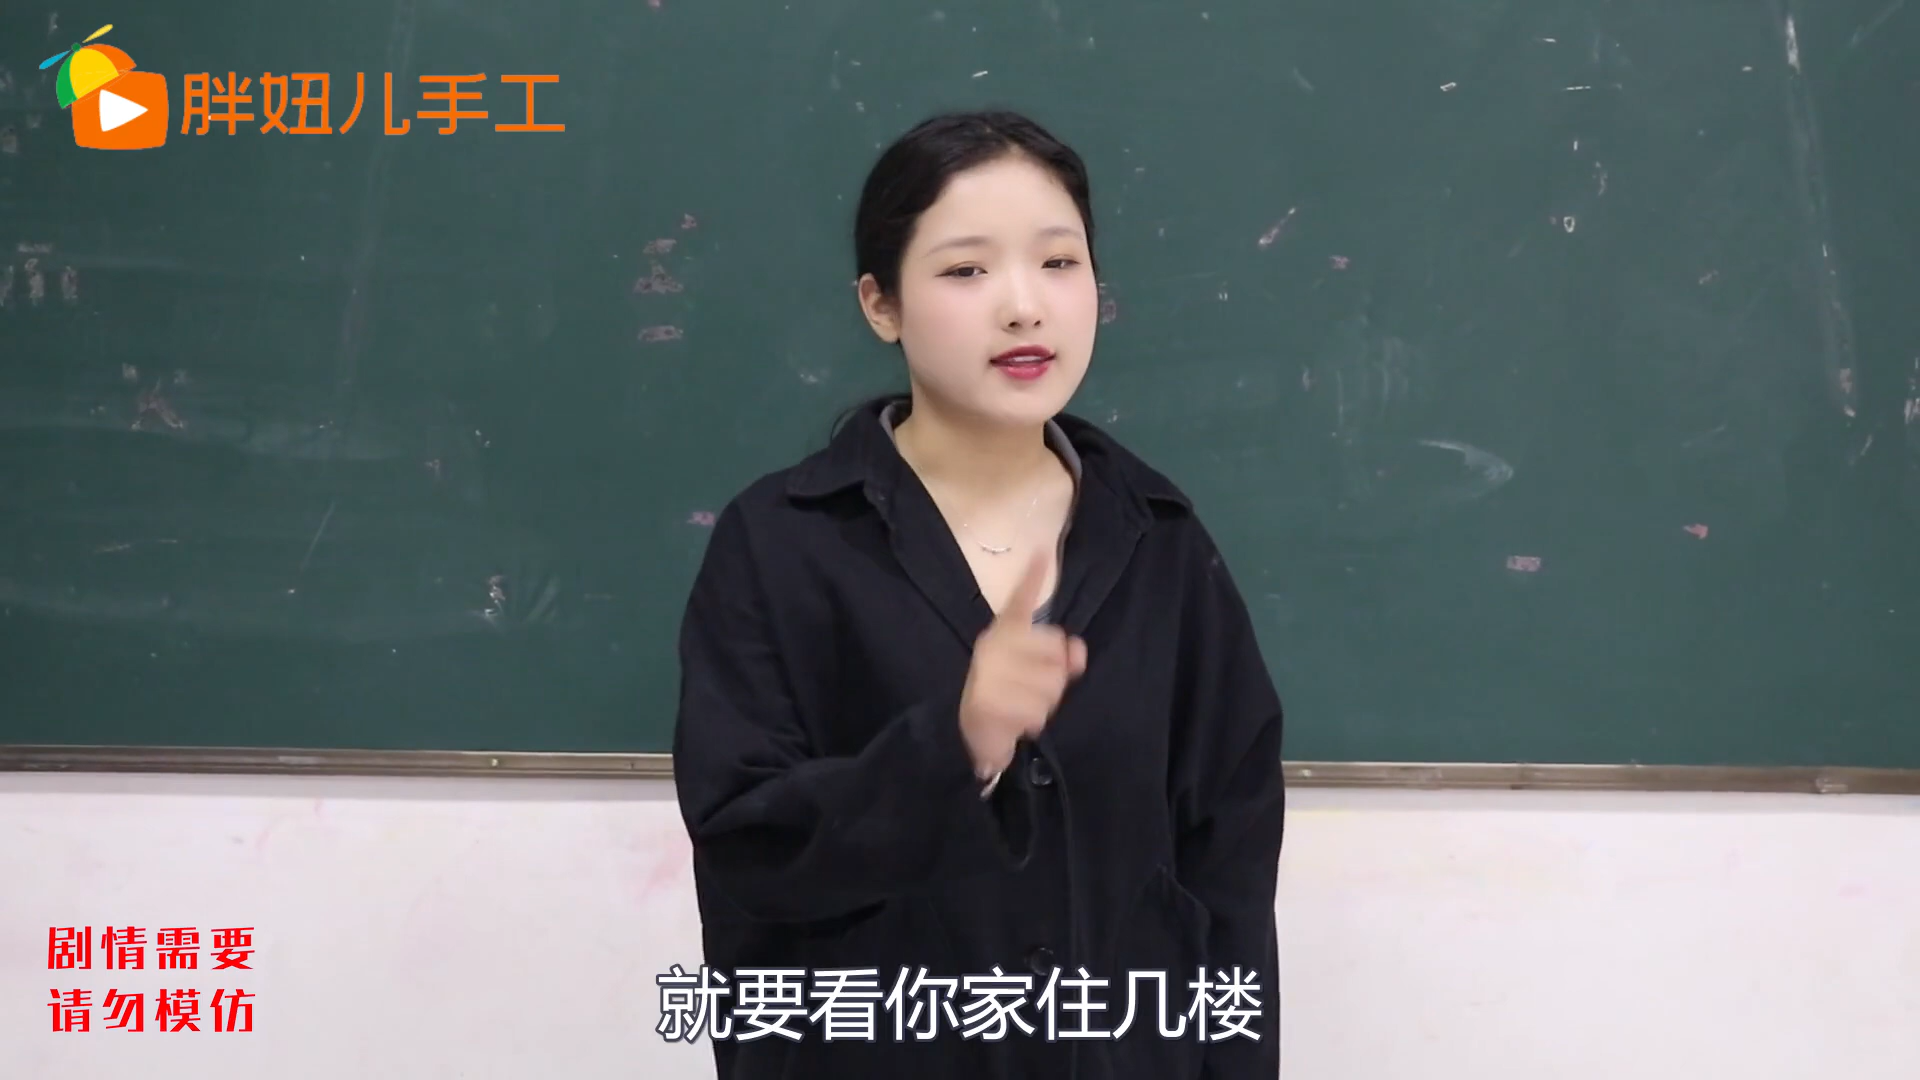 胖妞儿手工
剧情需要
请勿模仿
就要看你家住几楼